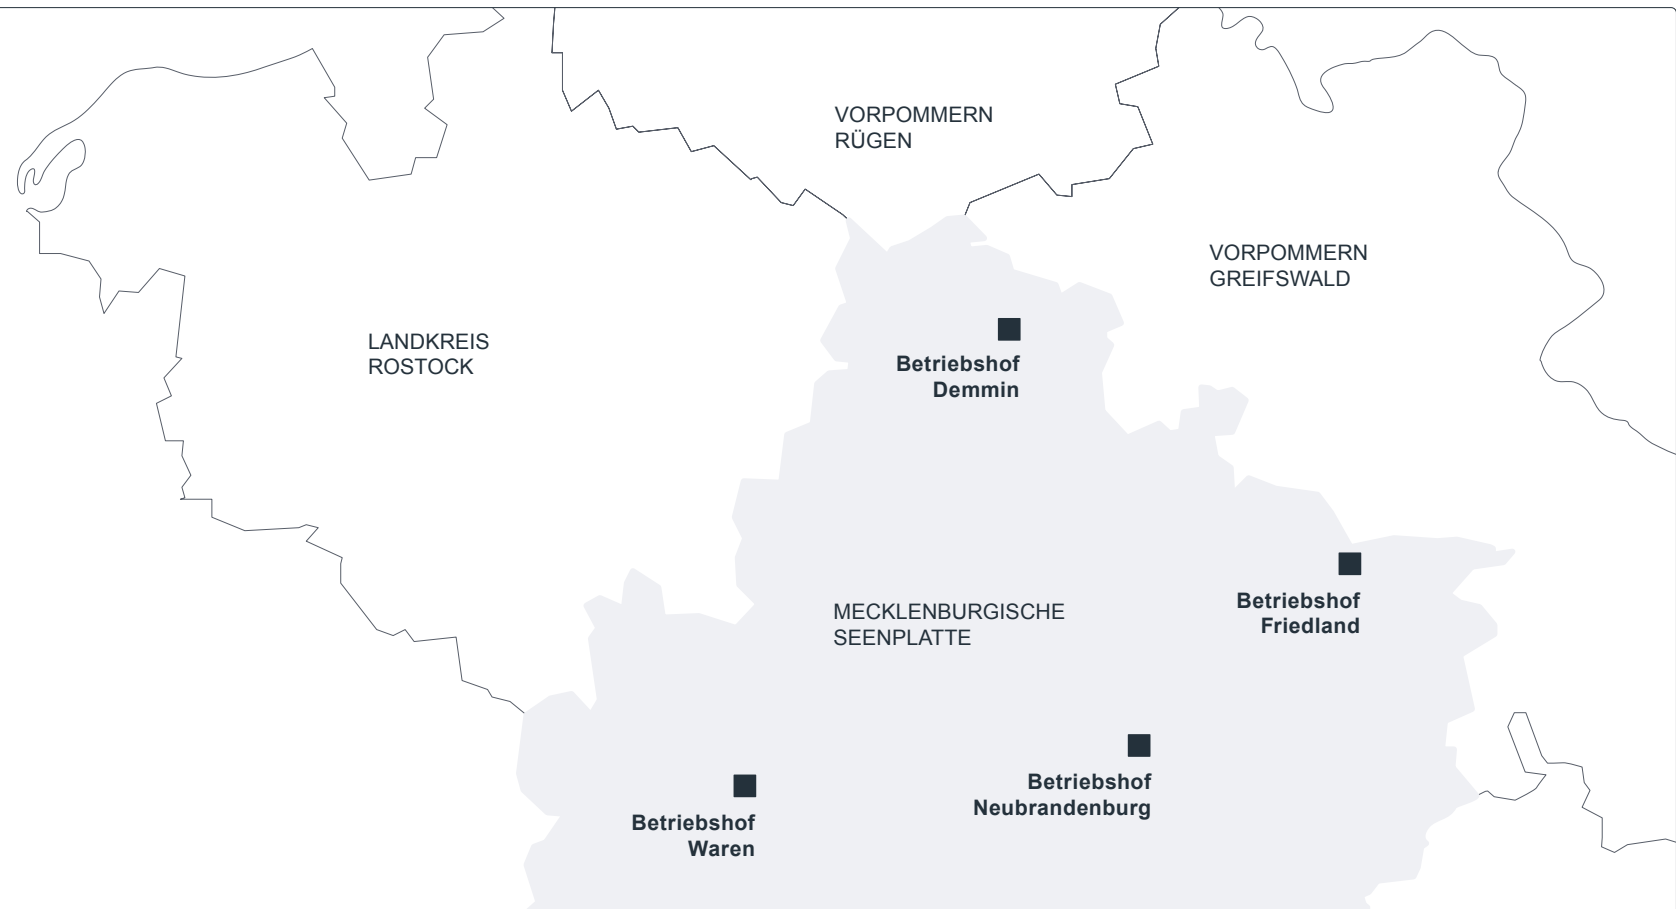 VORPOMMERN
RÜGEN
VORPOMMERN
GREIFSWALD
LANDKREIS
ROSTOCK
Betriebshof
Demmin
MECKLENBURGISCHE
SEENPLATTE
Betriebshof
Friedland
Betriebshof
Neubrandenburg
Betriebshof
Waren